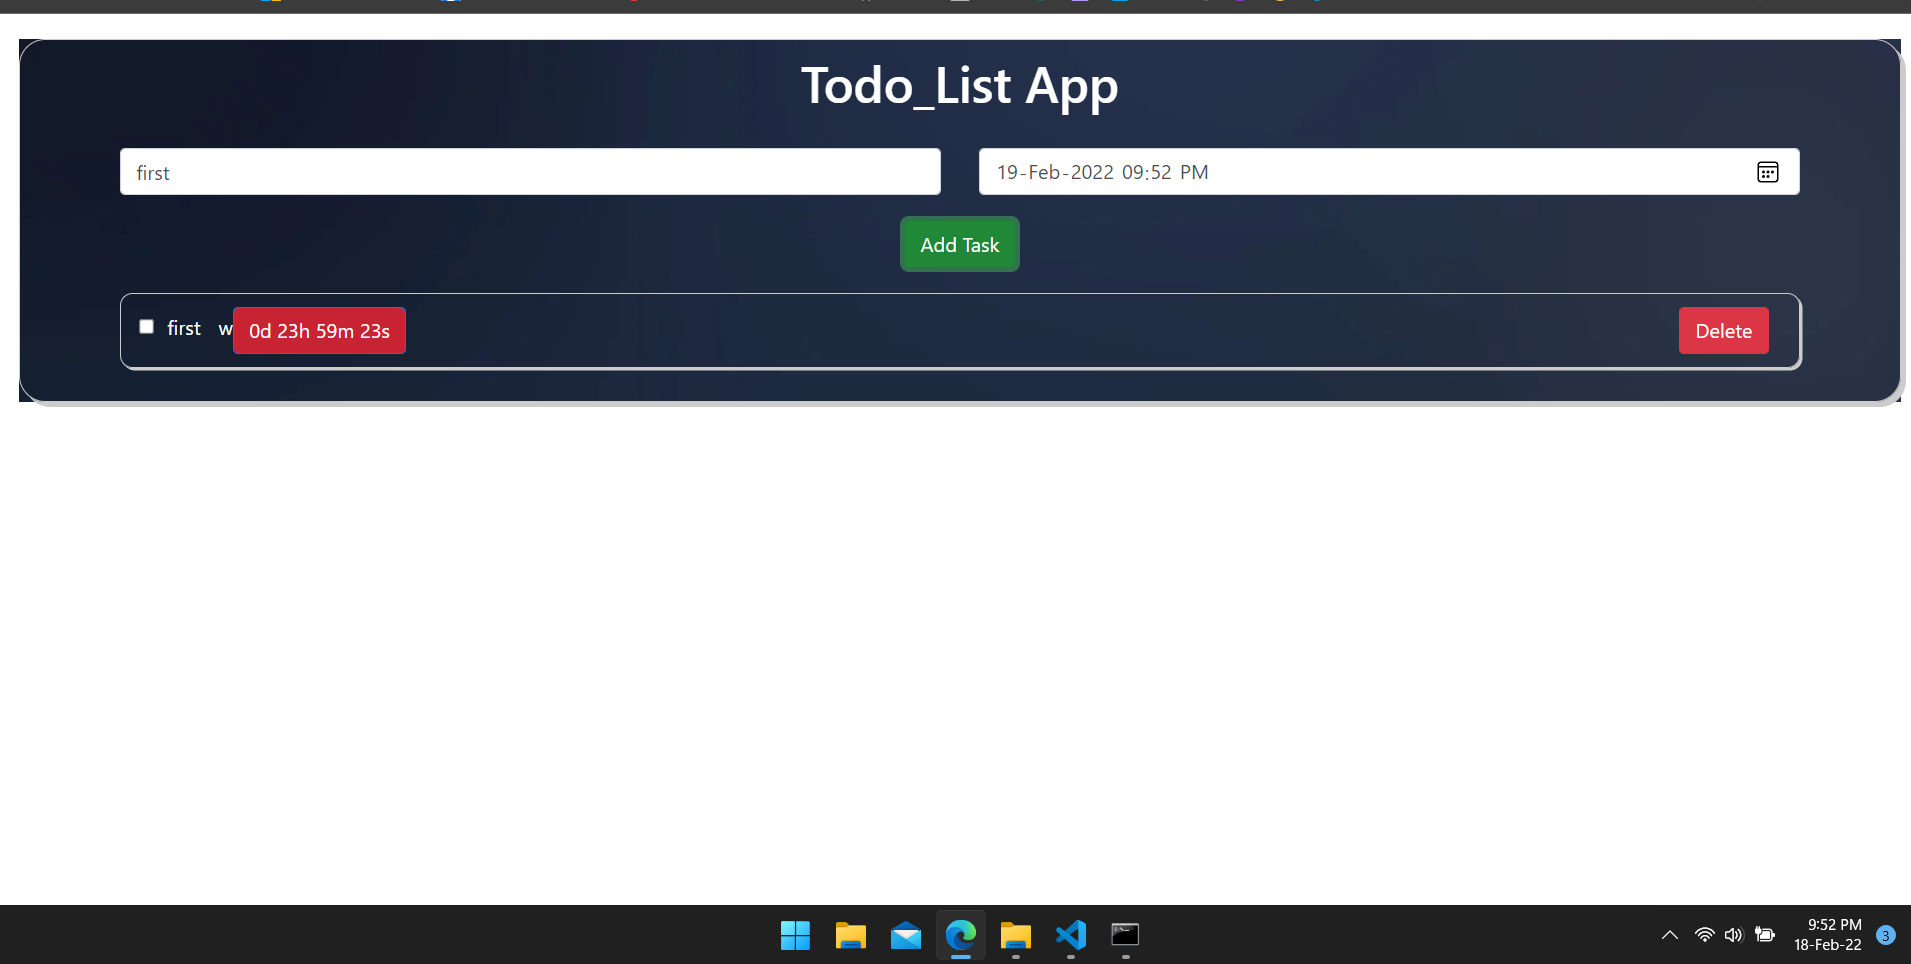 Todo_List App
first
19-Feb-2022 09:52 PM
Add Task
first w 0d 23h 59m 23s Delete
9:52 PM
18-Feb-22
3